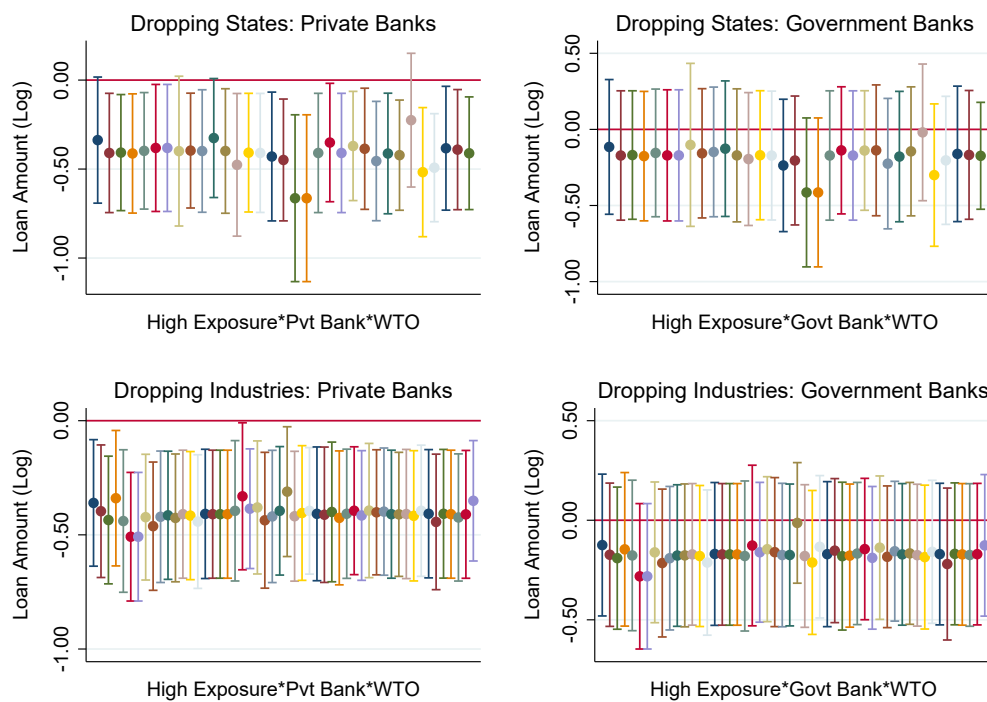 Dropping States: Private Banks
Loan Amount (Log)
0.00
-0.50
-1.00
High Exposure*Pvt Bank*WTO
Dropping States: Government Banks
Loan Amount (Log)
0.50
0.00
-0.50
-1.00
High Exposure*Govt Bank*WTO
Dropping Industries: Private Banks
Loan Amount (Log)
0.00
-0.50
-1.00
High Exposure*Pvt Bank*WTO
Dropping Industries: Government Banks
Loan Amount (Log)
0.50
0.00
-0.50
High Exposure*Govt Bank*WTO